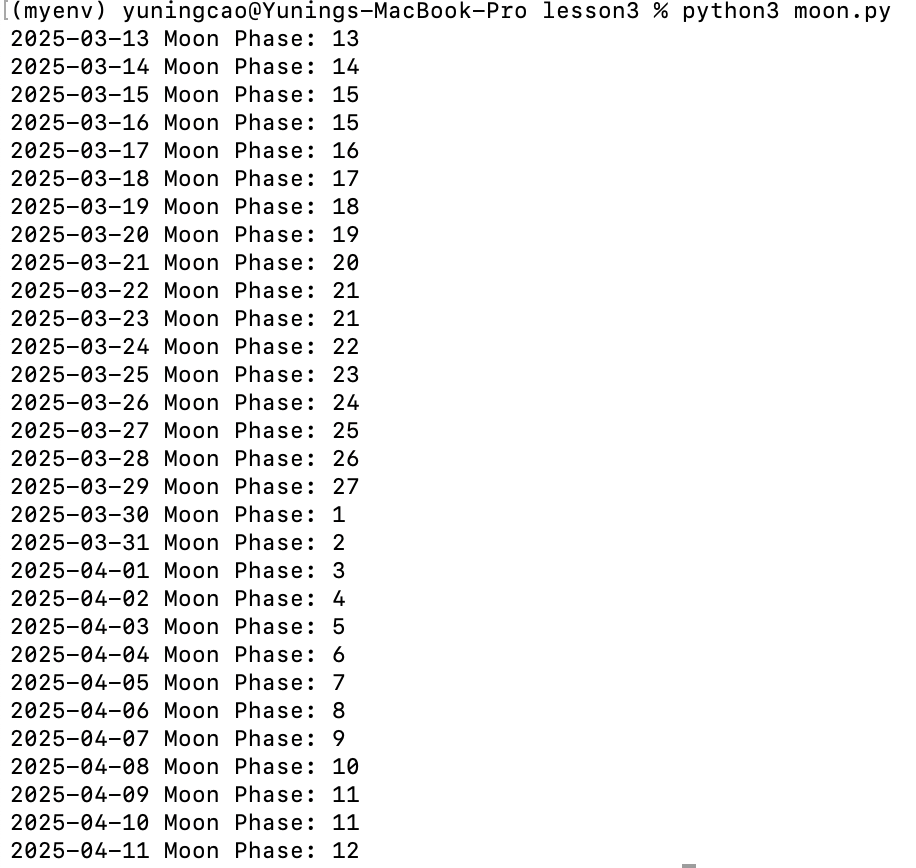 [(myenv) yuningcao@Yunings-MacBook-Pro lesson3 % python3 moon.py
2025-03-13 Moon Phase: 13
2025-03-14 Moon Phase: 14
2025-03-15 Moon Phase: 15
2025-03-16 Moon Phase: 15
2025-03-17 Moon Phase: 16
2025-03-18 Moon Phase: 17
2025-03-19 Moon Phase: 18
2025-03-20 Moon Phase: 19
2025-03-21 Moon Phase: 20
2025-03-22 Moon Phase: 21
2025-03-23 Moon Phase: 21
2025-03-24 Moon Phase: 22
2025-03-25 Moon Phase: 23
2025-03-26 Moon Phase: 24
2025-03-27 Moon Phase: 25
2025-03-28 Moon Phase: 26
2025-03-29 Moon Phase: 27
2025-03-30 Moon Phase: 1
2025-03-31 Moon Phase: 2
2025-04-01 Moon Phase: 3
2025-04-02 Moon Phase: 4
2025-04-03 Moon Phase: 5
2025-04-04 Moon Phase: 6
2025-04-05 Moon Phase: 7
2025-04-06 Moon Phase: 8
2025-04-07 Moon Phase: 9
2025-04-08 Moon Phase: 10
2025-04-09 Moon Phase: 11
2025-04-10 Moon Phase: 11
2025-04-11 Moon Phase: 12